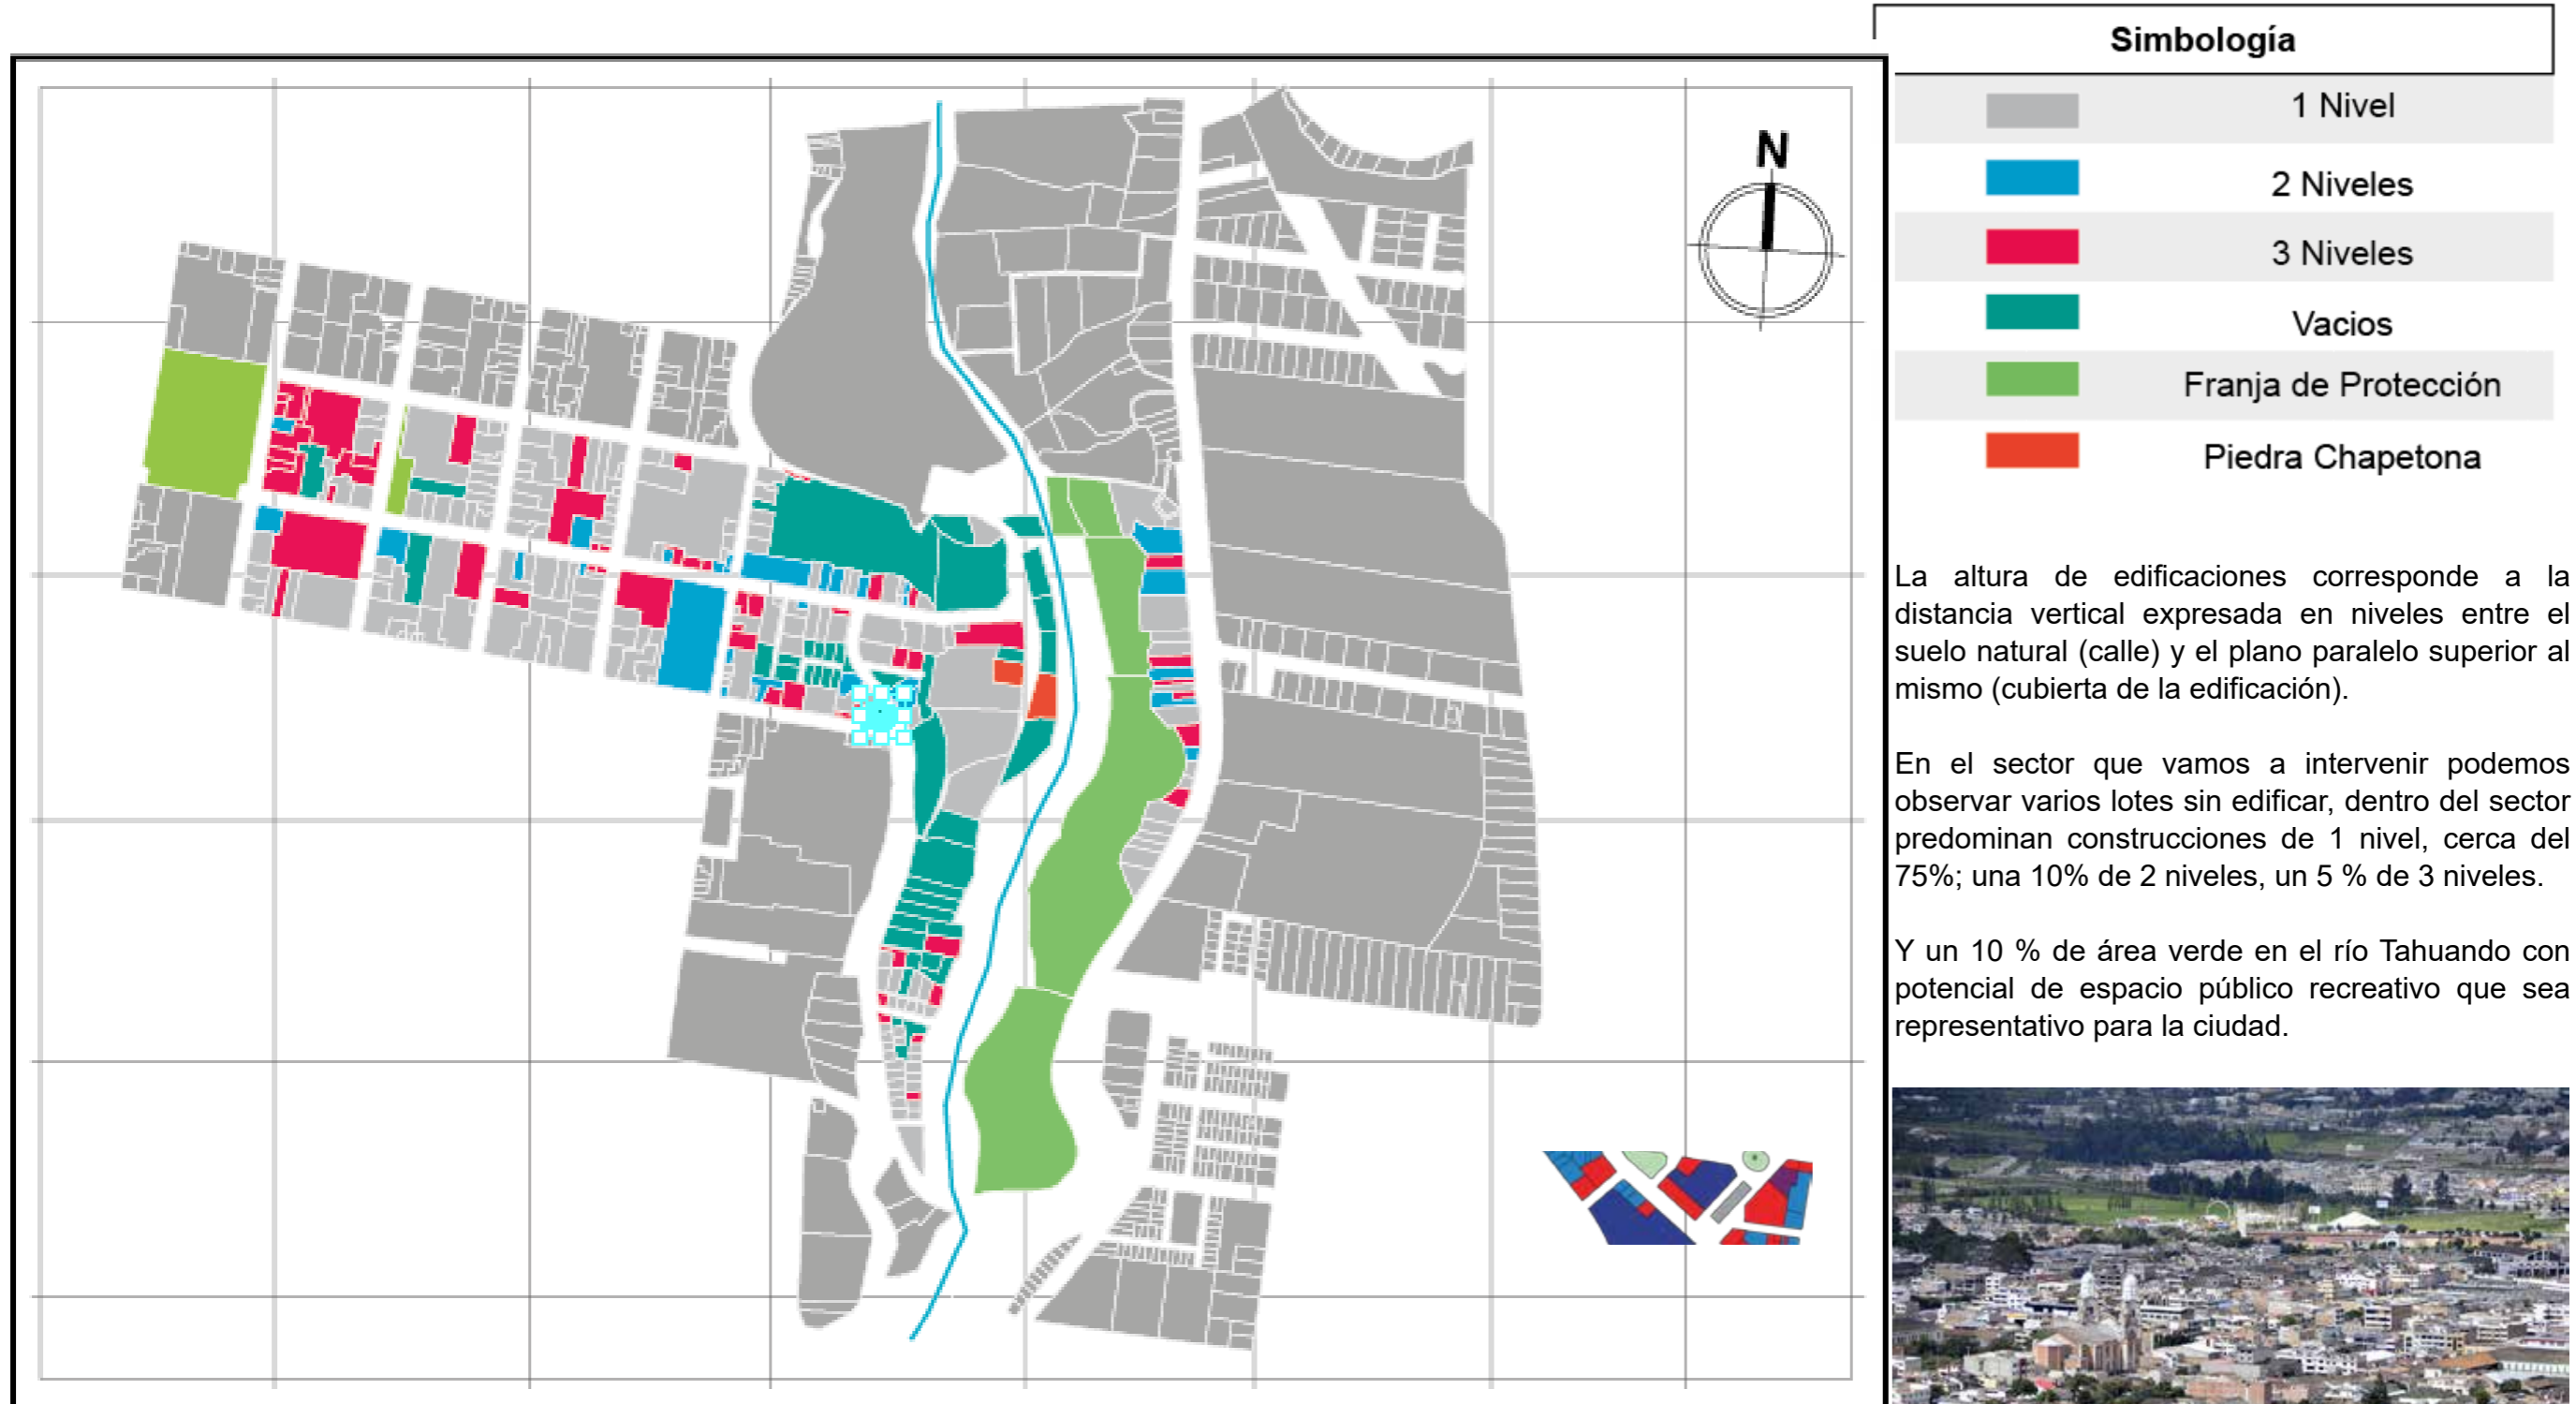 Simbología
1 Nivel
2 Niveles
3 Niveles
Vacios
Franja de Protección
Piedra Chapetona
N
La altura de edificaciones corresponde a la
distancia vertical expresada en niveles entre el
suelo natural (calle) y el plano paralelo superior al
mismo (cubierta de la edificación).
En el sector que vamos a intervenir podemos
observar varios lotes sin edificar, dentro del sector
predominan construcciones de 1 nivel, cerca del
75%; una 10% de 2 niveles, un 5 % de 3 niveles.
Y un 10 % de área verde en el río Tahuando con
potencial de espacio público recreativo que sea
representativo para la ciudad.